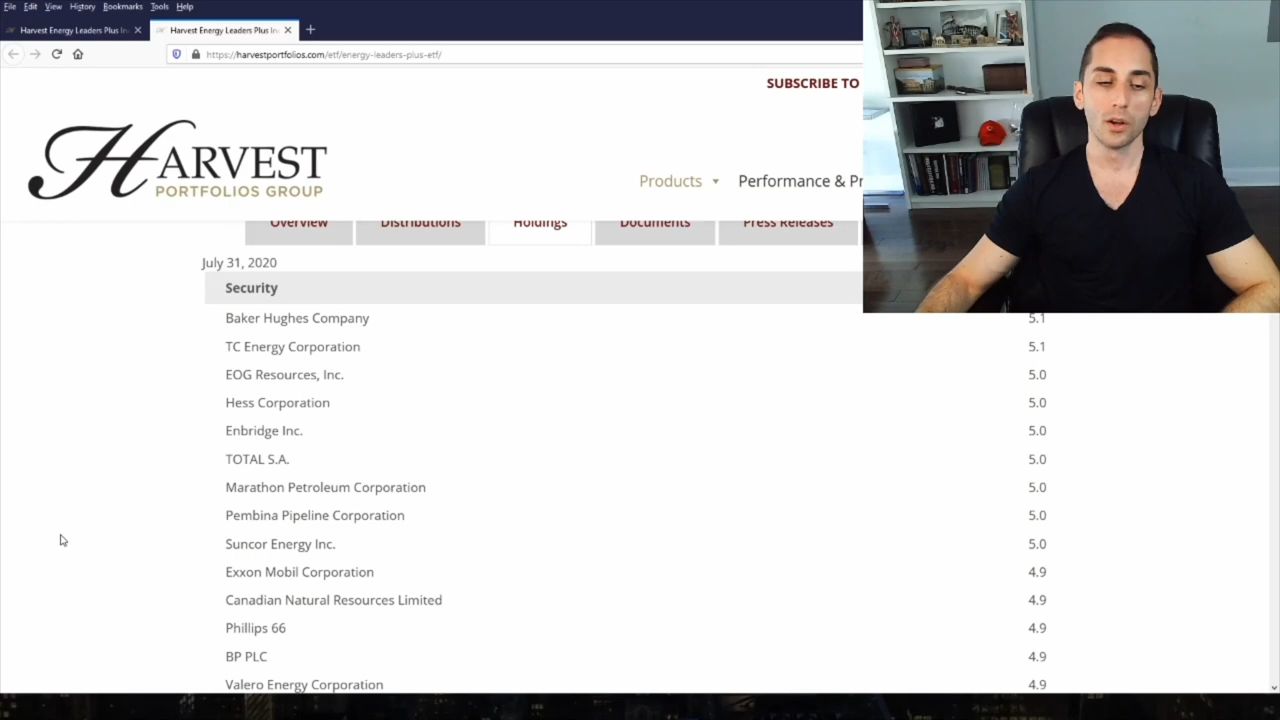 File Edit View History Bookmarks Tools Help
Harvest Energy Leaders Plus In
Harvest Energy Leaders Plus In
https://harvestportfolios.com/etf/energy-leaders-plus-etf/
SUBSCRIBE TO
HARVEST
PORTFOLIOS GROUP
Products
Performance & Pr
Overview
Distributions
Holdings
Documents
Press Releases
July 31, 2020
Security
Baker Hughes Company 5.1
TC Energy Corporation 5.1
EOG Resources, Inc. 5.0
Hess Corporation 5.0
Enbridge Inc. 5.0
TOTAL S.A. 5.0
Marathon Petroleum Corporation 5.0
Pembina Pipeline Corporation 5.0
Suncor Energy Inc. 5.0
Exxon Mobil Corporation 4.9
Canadian Natural Resources Limited 4.9
Phillips 66 4.9
BP PLC 4.9
Valero Energy Corporation 4.9